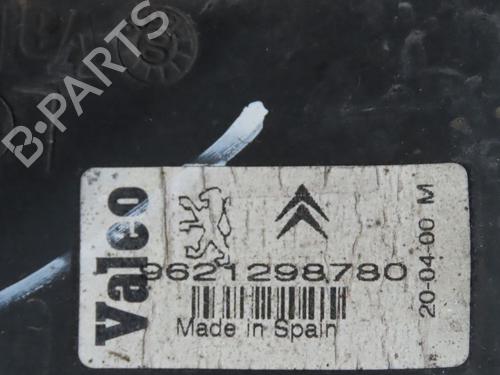 B-PARTS
Valeo
9621298780
Made in Spain
20-04-00 M